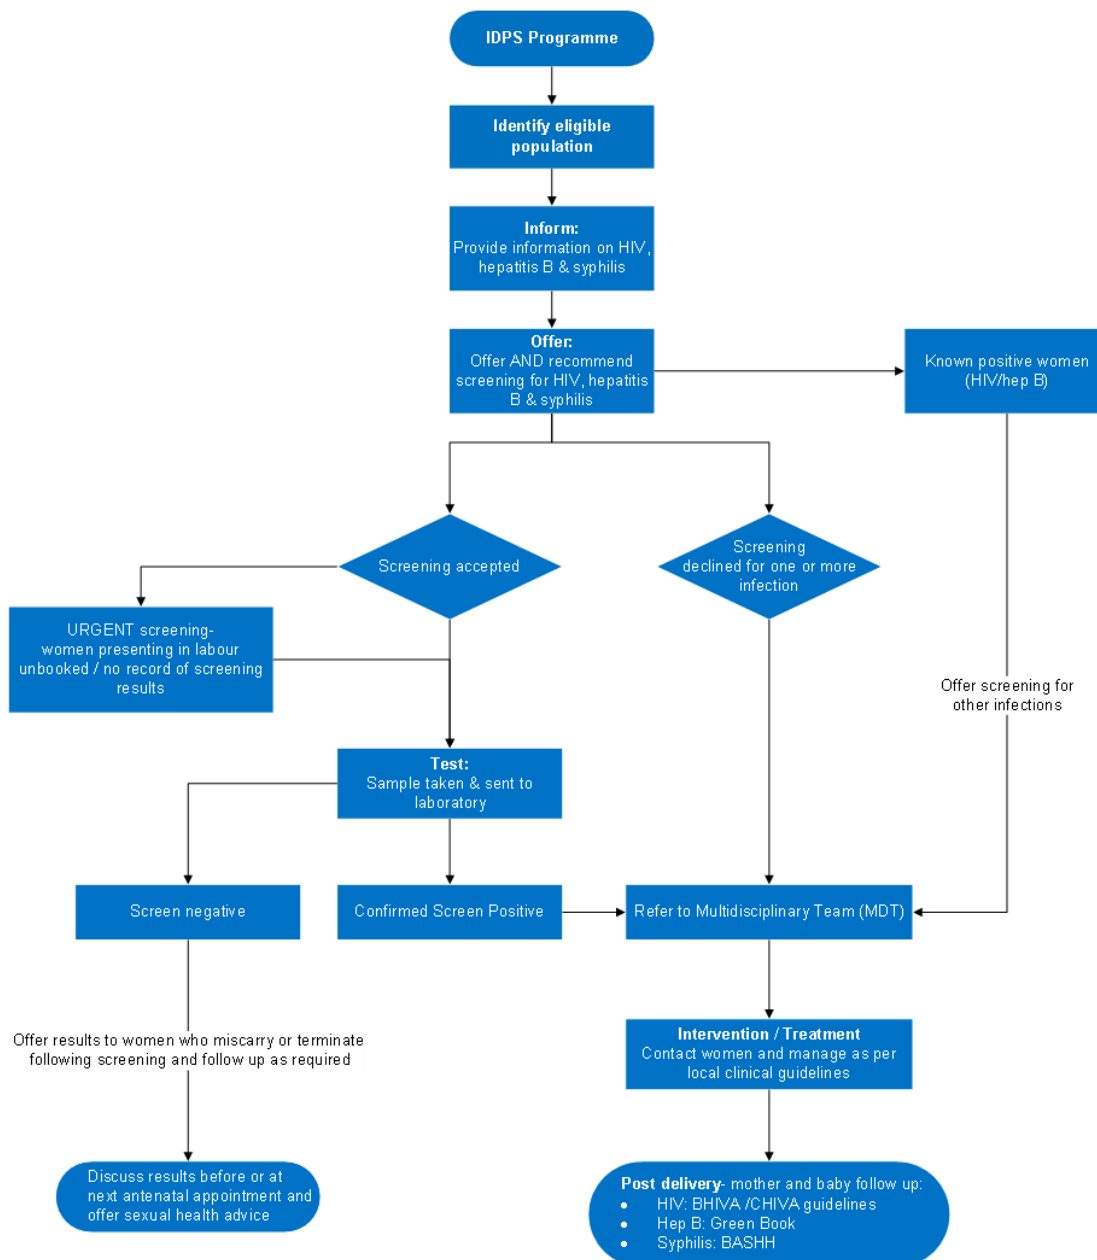 IDPS Programme
Identify eligible
population
Inform:
Provide information on HIV,
hepatitis B & syphilis
Offer:
Offer AND recommend
screening for HIV, hepatitis
B & syphilis
Known positive women
(HIV/hep B)
Screening accepted
Screening
declined for one or more
infection
URGENT screening-
women presenting in labour
unbooked / no record of screening
results
Offer screening for
other infections
Test:
Sample taken & sent to
laboratory
Screen negative
Confirmed Screen Positive
Refer to Multidisciplinary Team (MDT)
Offer results to women who miscarry or terminate
following screening and follow up as required
Intervention / Treatment
Contact women and manage as per
local clinical guidelines
Discuss results before or at
next antenatal appointment and
offer sexual health advice
Post delivery- mother and baby follow up:
• HIV: BHIVA /CHIVA guidelines
• Hep B: Green Book
• Syphilis: BASHH